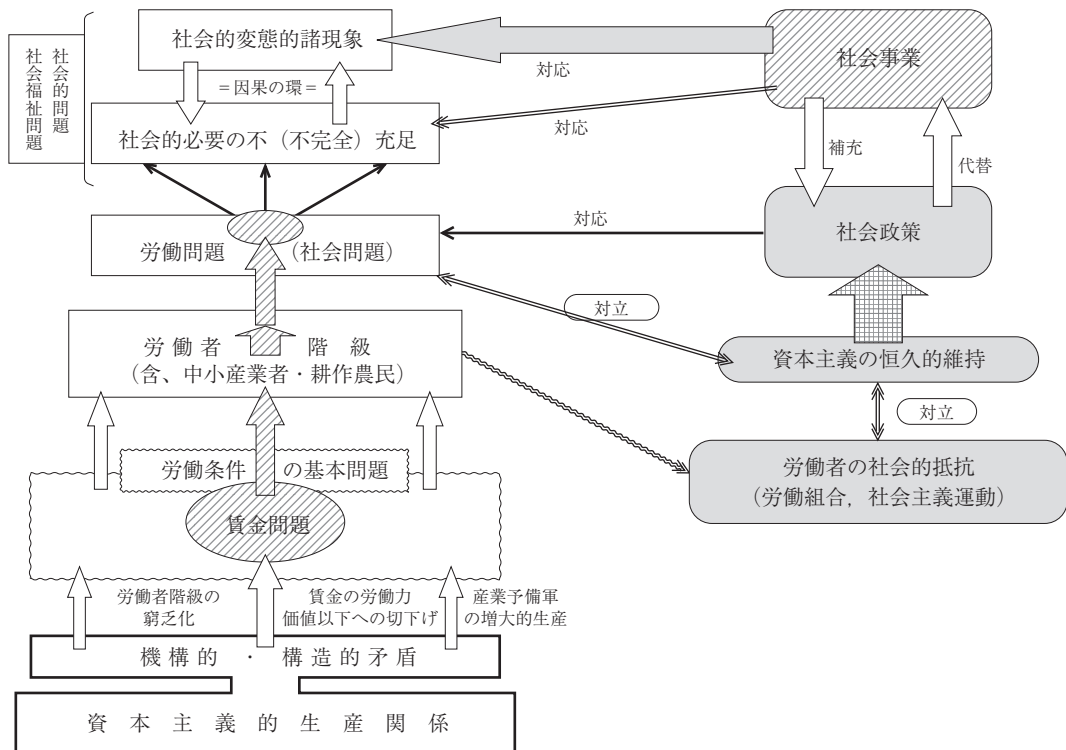 社会的変態的諸現象
社会事業
社会的問題
社会福祉問題
対応
=因果の環=
対応
社会的必要の不（不完全）充足
補充
代替
対応
社会政策
労働問題（社会問題）
対立
労働者階級
（含、中小産業者・耕作農民）
資本主義の恒久的維持
対立
労働条件の基本問題
労働者の社会的抵抗
（労働組合，社会主義運動）
賃金問題
労働者階級の
窮乏化
賃金の労働力
価値以下への切下げ
産業予備軍
の増大的生産
機構的・構造的矛盾
資本主義的生産関係